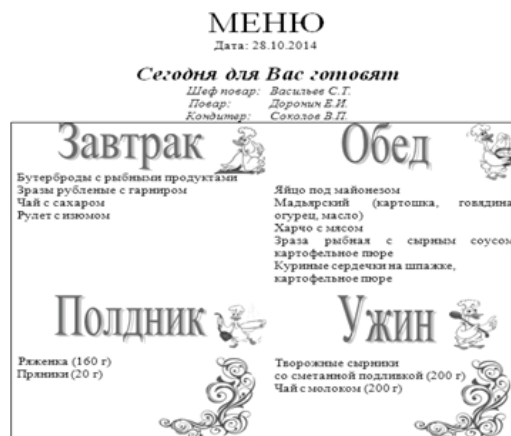 МЕНЮ
Дата: 28.10.2014
Сегодня для Вас готовят
Шеф повар: Васильев С.Т.
Повар: Доронин Е.И.
Кондитер: Соколов В.П.
Завтрак
Бутерброды с рыбными продуктами
Зразы рубленые с гарниром
Чай с сахаром
Рулет с изюмом
Обед
Яйцо под майонезом
Мадьярский (картошка, говядина,
огурец, масло)
Харчо с мясом
Зраза рыбная с сырным соусом
картофельное пюре
Куриные сердечки на шпажке,
картофельное пюре
Полдник
Ряженка (160 г)
Пряники (20 г)
Ужин
Творожные сырники
со сметанной подливкой (200 г)
Чай с молоком (200 г)